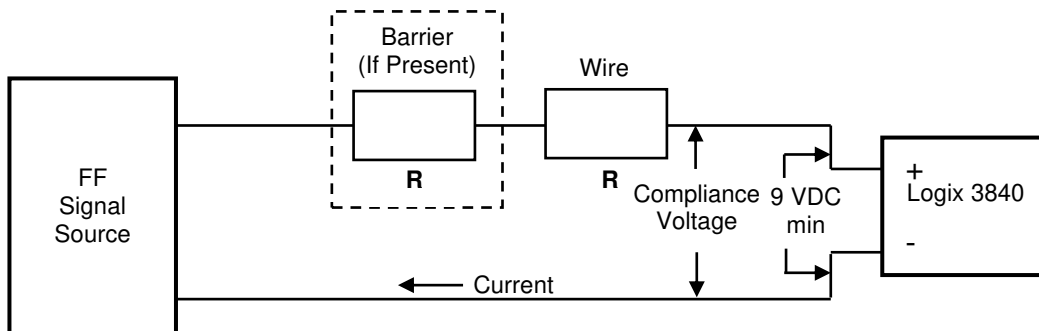 Barrier
(If Present)
Wire
FF
Signal
Source
R
R
Compliance
Voltage
9 VDC
min
+
Logix 3840
-
Current